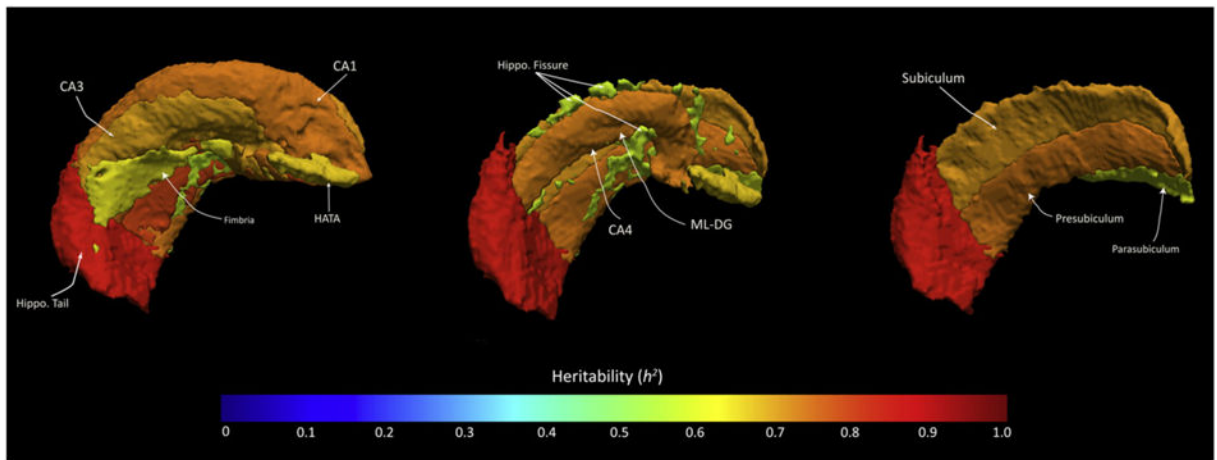 CA3
CA1
Fimbria
HATA
Hippo. Tail
Hippo. Fissure
CA4
ML-DG
Subiculum
Presubiculum
Parasubiculum
Heritability (h²)
0 0.1 0.2 0.3 0.4 0.5 0.6 0.7 0.8 0.9 1.0